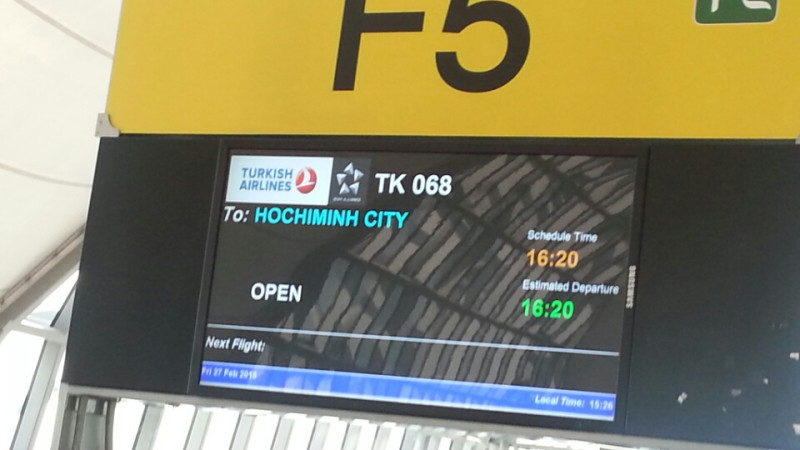 F5
TURKISH AIRLINES
TK 068
To: HOCHIMINH CITY
Schedule Time
16:20
Estimated Departure
OPEN
16:20
SAMSUNG
Next Flight:
Fri 27 Feb 2015
Local Time: 15:26